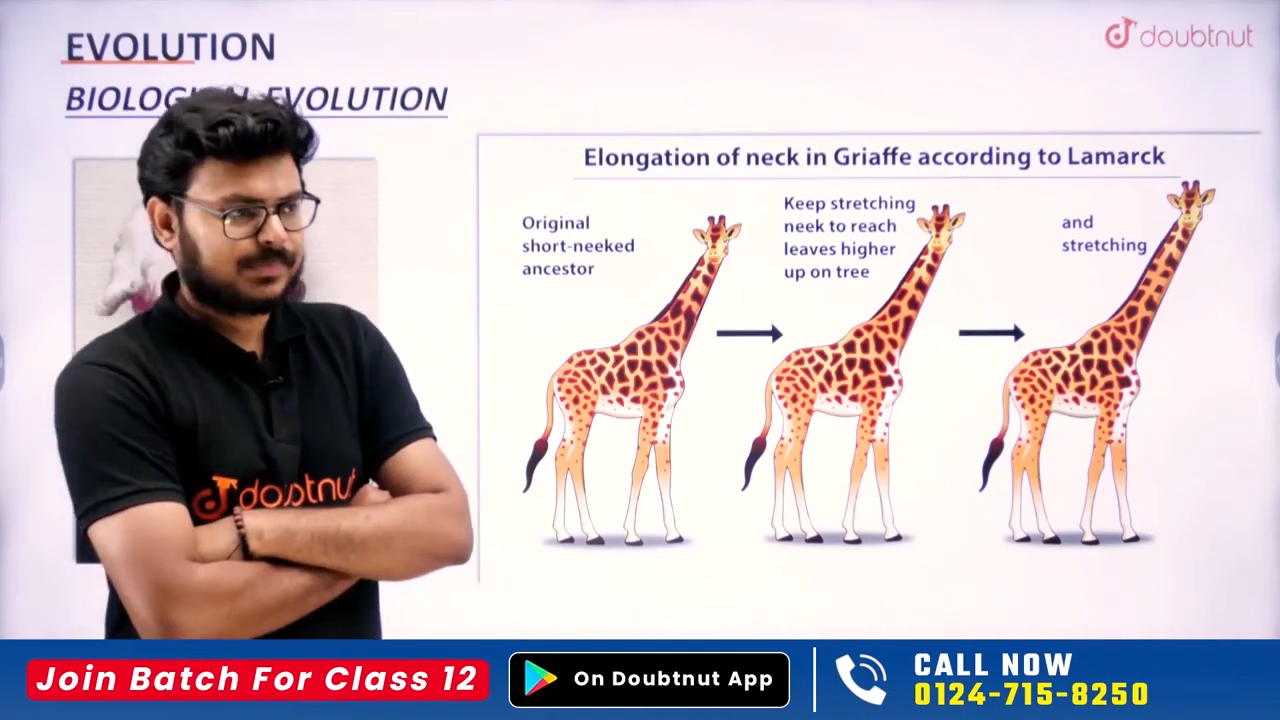 EVOLUTION
doubtnut
EVOLUTION
Elongation of neck in Griaffe according to Lamarck
Original
short-neeked
ancestor
Keep stretching
neek to reach
leaves higher
up on tree
and
stretching
Join Batch For Class 12
On Doubtnut App
CALL NOW
0124-715-8250